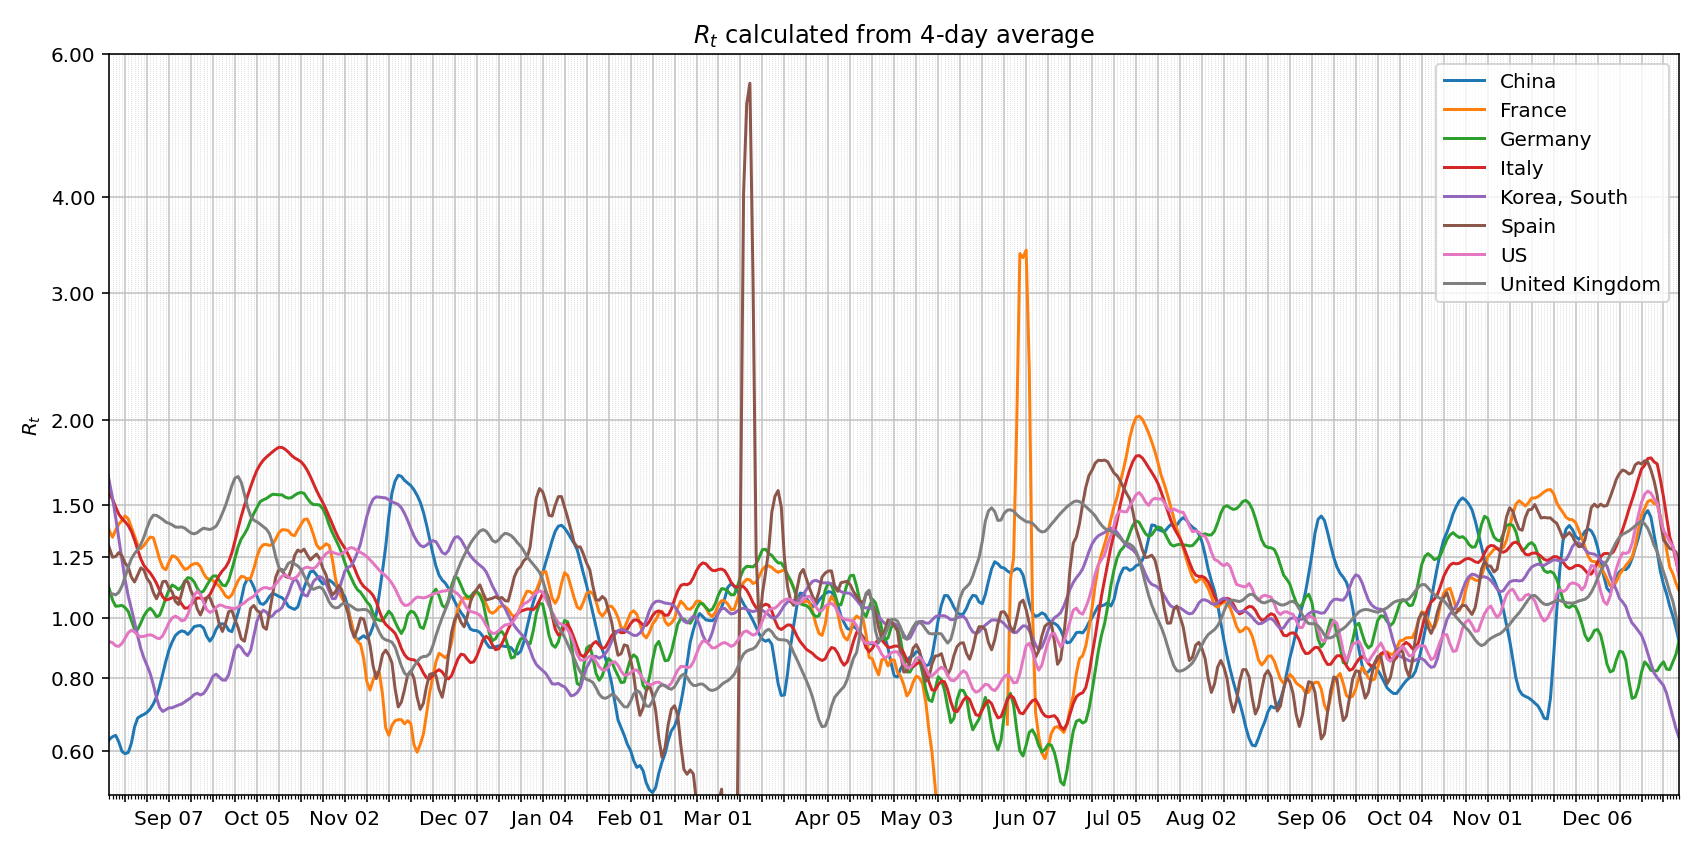 Rt calculated from 4-day average
6.00
4.00
3.00
2.00
1.50
1.25
1.00
0.80
0.60
Rt
China
France
Germany
Italy
Korea, South
Spain
US
United Kingdom
Sep 07 Oct 05 Nov 02 Dec 07 Jan 04 Feb 01 Mar 01 Apr 05 May 03 Jun 07 Jul 05 Aug 02 Sep 06 Oct 04 Nov 01 Dec 06